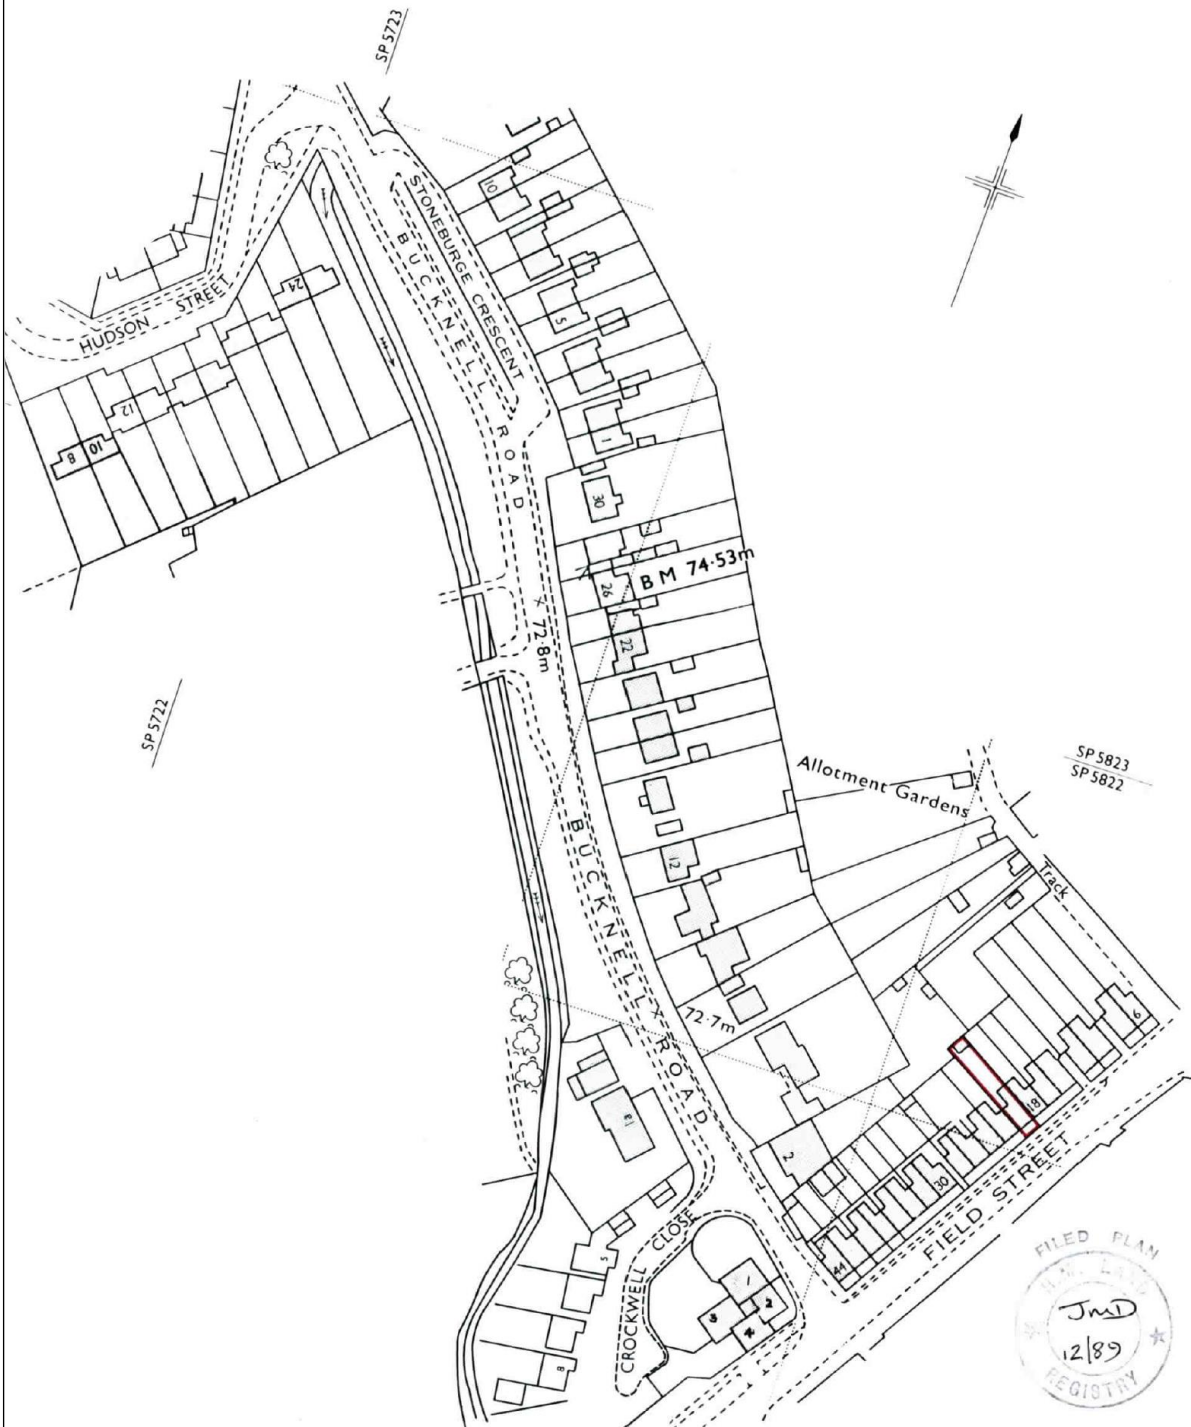 SP 5723
10
STONEBURGE CRESCENT
BUCKNELL ROAD
24
HUDSON STREET
5
12
10
8
1
30
BM 74·53m
26
72·8m
22
SP 5722
SP 5823
SP 5822
Allotment Gardens
12
BUCKNELL ROAD
Track
72·7m
6
18
13
2
30
FIELD STREET
44
CROCKWELL CLOSE
5
1
2
3
4
8
FILED PLAN
H.M. LAND
JMD
12/89
REGISTRY